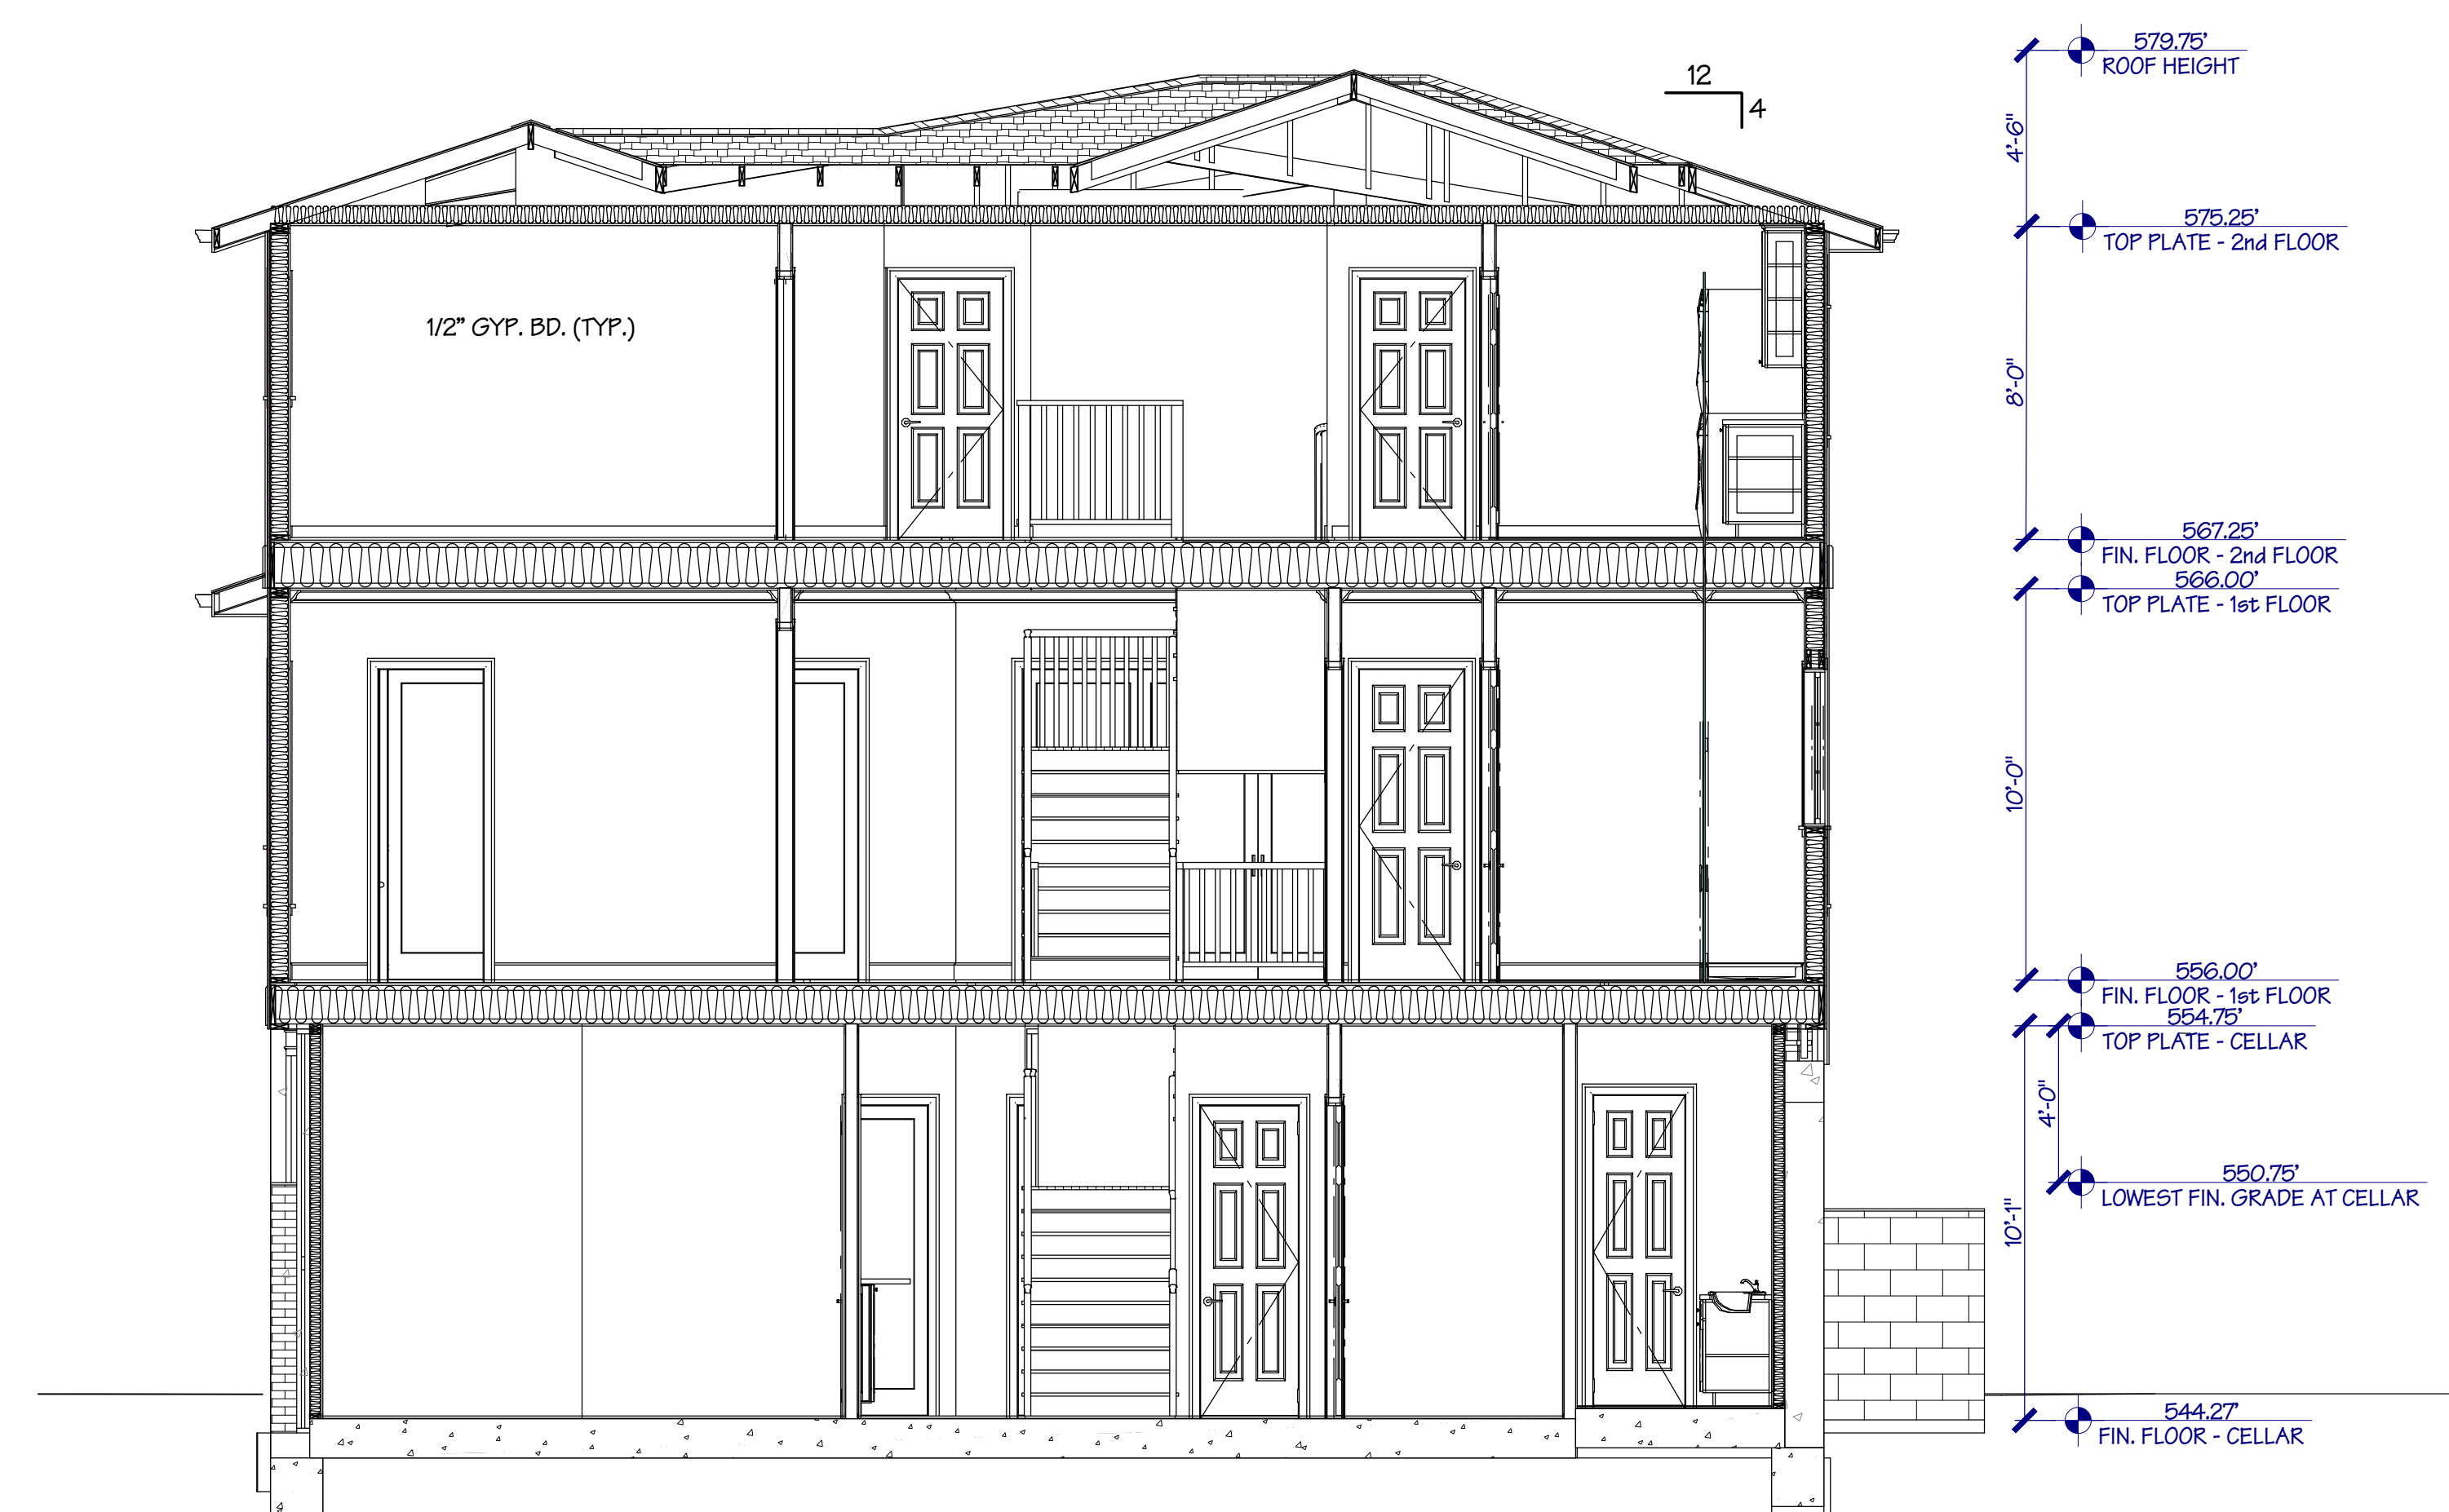 579.75'
ROOF HEIGHT
12
4
4'-6"
575.25'
TOP PLATE - 2nd FLOOR
1/2" GYP. BD. (TYP.)
8'-0"
567.25'
FIN. FLOOR - 2nd FLOOR
566.00'
TOP PLATE - 1st FLOOR
10'-0"
556.00'
FIN. FLOOR - 1st FLOOR
554.75'
TOP PLATE - CELLAR
4'-0"
550.75'
LOWEST FIN. GRADE AT CELLAR
10'-1"
544.27'
FIN. FLOOR - CELLAR